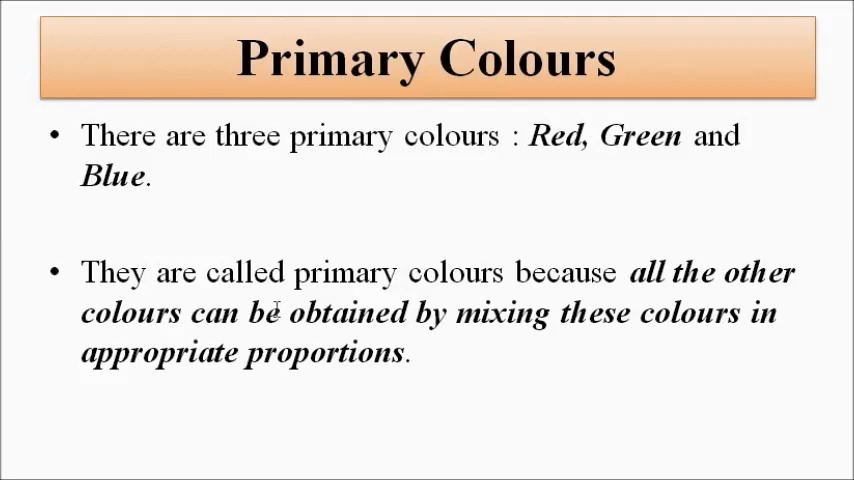 Primary Colours
• There are three primary colours : Red, Green and
Blue.
• They are called primary colours because all the other
colours can be obtained by mixing these colours in
appropriate proportions.